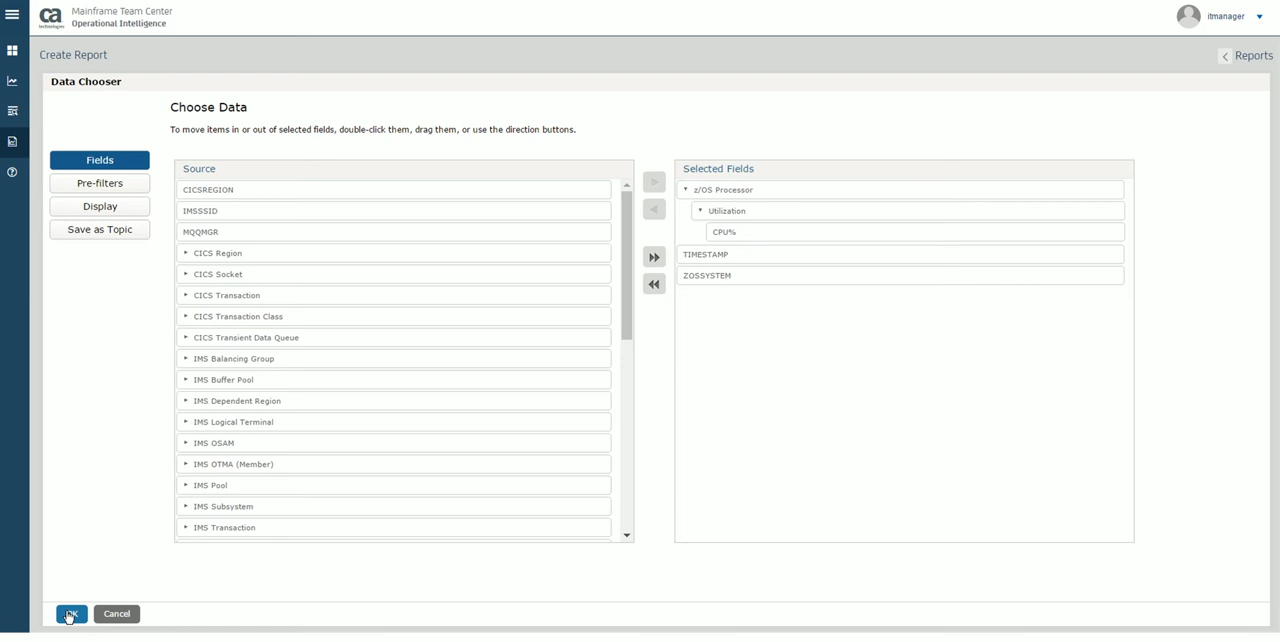 ca
technologies
Mainframe Team Center
Operational Intelligence
itmanager
Create Report
Reports
Data Chooser
Choose Data
To move items in or out of selected fields, double-click them, drag them, or use the direction buttons.
Fields
Pre-filters
Display
Save as Topic
Source
CICSREGION
IMSSSID
MQQMGR
CICS Region
CICS Socket
CICS Transaction
CICS Transaction Class
CICS Transient Data Queue
IMS Balancing Group
IMS Buffer Pool
IMS Dependent Region
IMS Logical Terminal
IMS OSAM
IMS OTMA (Member)
IMS Pool
IMS Subsystem
IMS Transaction
Selected Fields
z/OS Processor
Utilization
CPU%
TIMESTAMP
ZOSSYSTEM
OK
Cancel